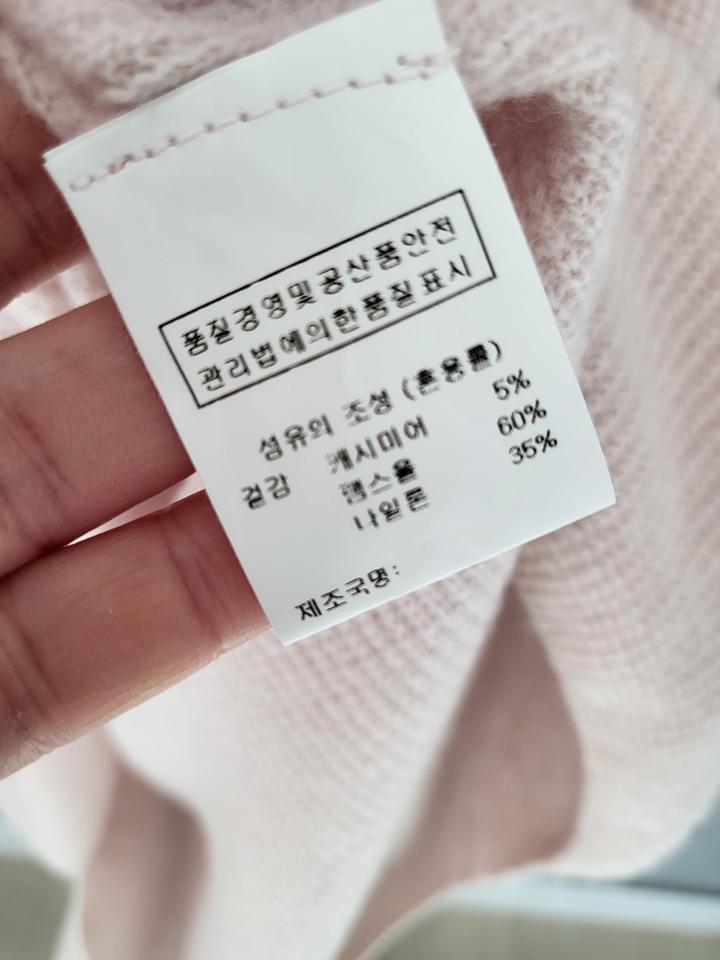 품질경영및공산품안전
관리법에의한품질표시
섬유의 조성 (혼용률)
겉감 캐시미어 5%
램스울 60%
나일론 35%
제조국명: